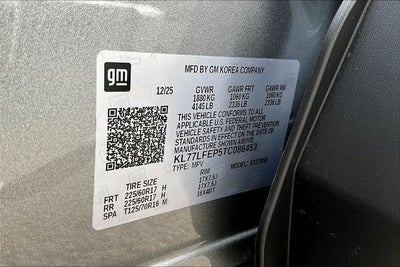 gm
MFD BY GM KOREA COMPANY
12/25 GVWR GAWR FRT GAWR RR
1880 KG 1060 KG 1060 KG
4145 LB 2336 LB 2336 LB
THIS VEHICLE CONFORMS TO ALL
APPLICABLE U.S. FEDERAL MOTOR
VEHICLE SAFETY AND THEFT PREVENTION
STANDARDS IN EFFECT ON THE DATE OF
MANUFACTURE SHOWN ABOVE
KL77LFEP5TC086453
TYPE: MPV
TIRE SIZE RIM
FRT 225/60R17 H 17X7.5J
RR 225/60R17 H 17X7.5J
SPS T125/70R16 M 16X4BT